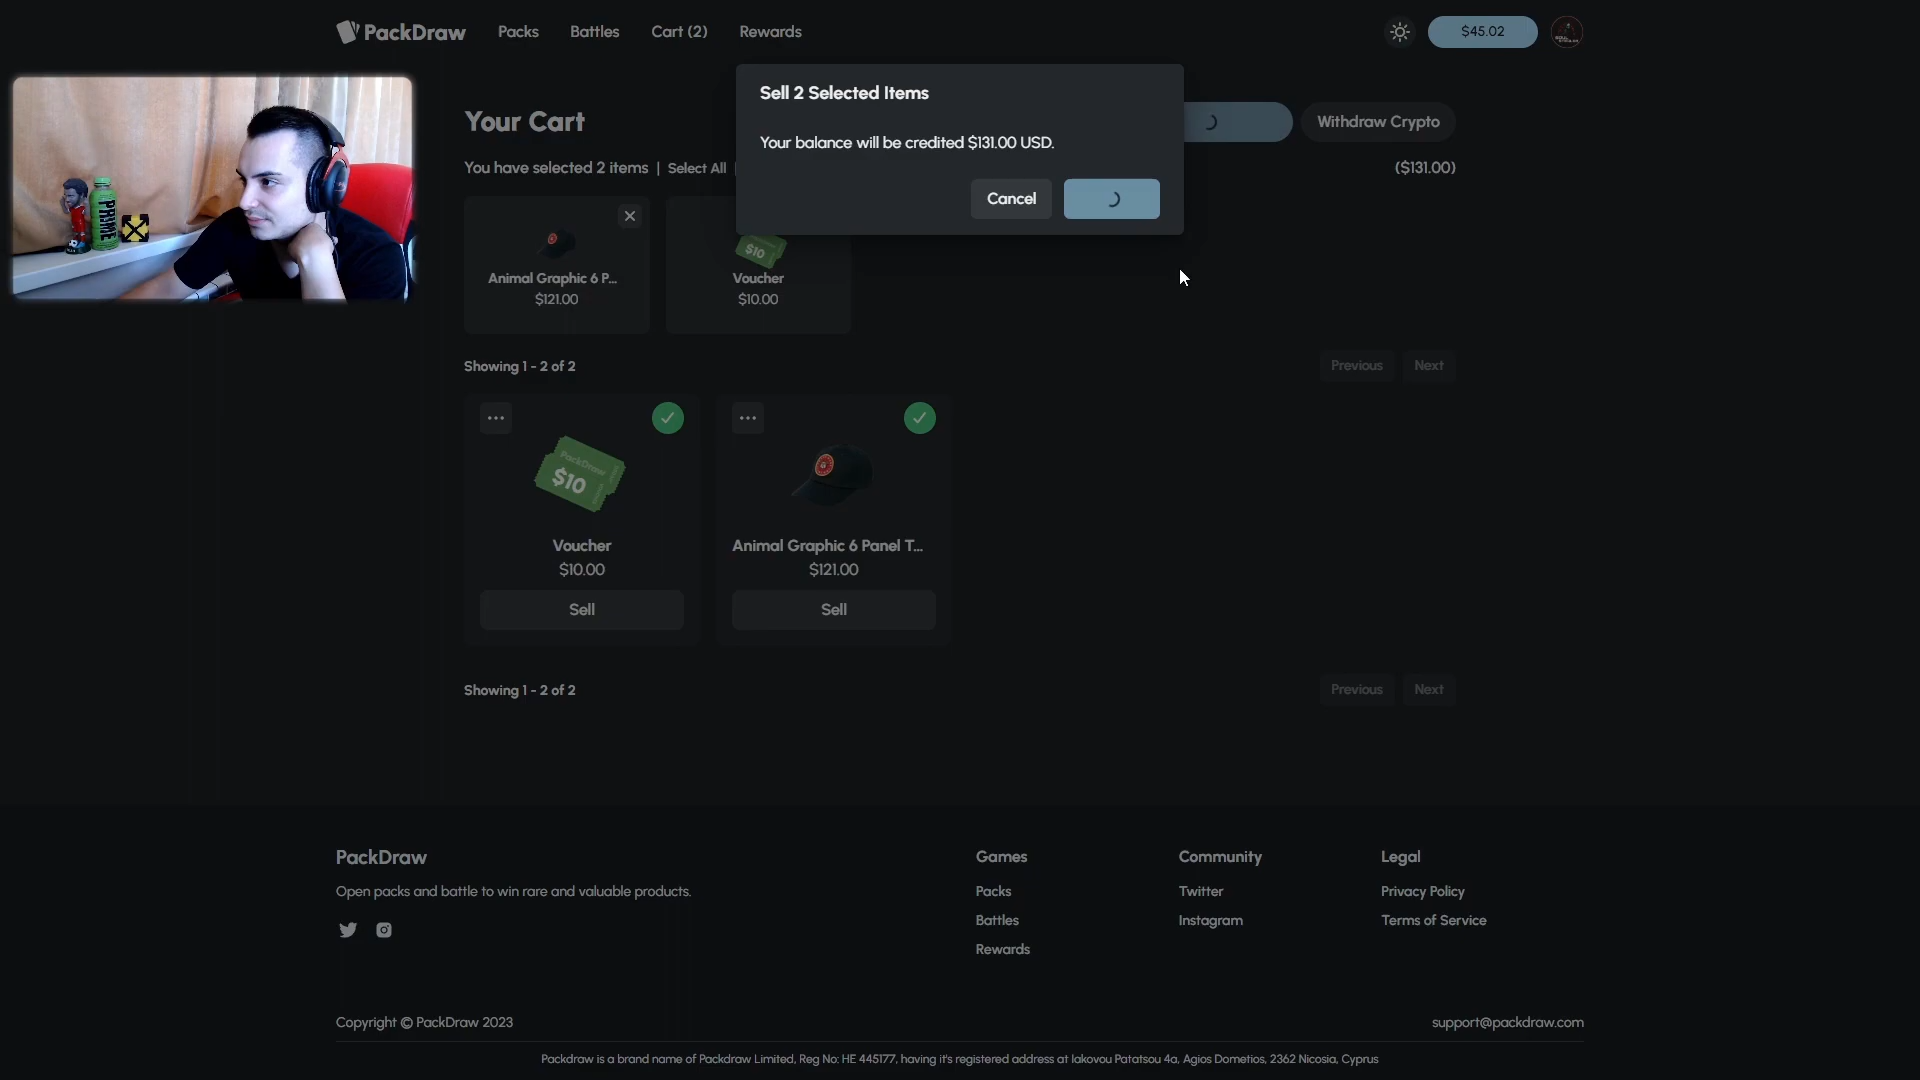 PackDraw
Packs
Battles
Cart (2)
Rewards
$45.02
Sell 2 Selected Items
Your balance will be credited $131.00 USD.
Cancel
Your Cart
Withdraw Crypto
You have selected 2 items | Select All |
($131.00)
PRIME
Animal Graphic 6 P...
$121.00
$10
Voucher
$10.00
Showing 1 - 2 of 2
Previous
Next
PackDraw
$10
Voucher
$10.00
Sell
Animal Graphic 6 Panel T...
$121.00
Sell
Showing 1 - 2 of 2
Previous
Next
PackDraw
Open packs and battle to win rare and valuable products.
Games
Packs
Battles
Rewards
Community
Twitter
Instagram
Legal
Privacy Policy
Terms of Service
Copyright © PackDraw 2023
support@packdraw.com
Packdraw is a brand name of Packdraw Limited, Reg No: HE 445177, having it's registered address at Iakovou Patatsou 4a, Agios Dometios, 2362 Nicosia, Cyprus